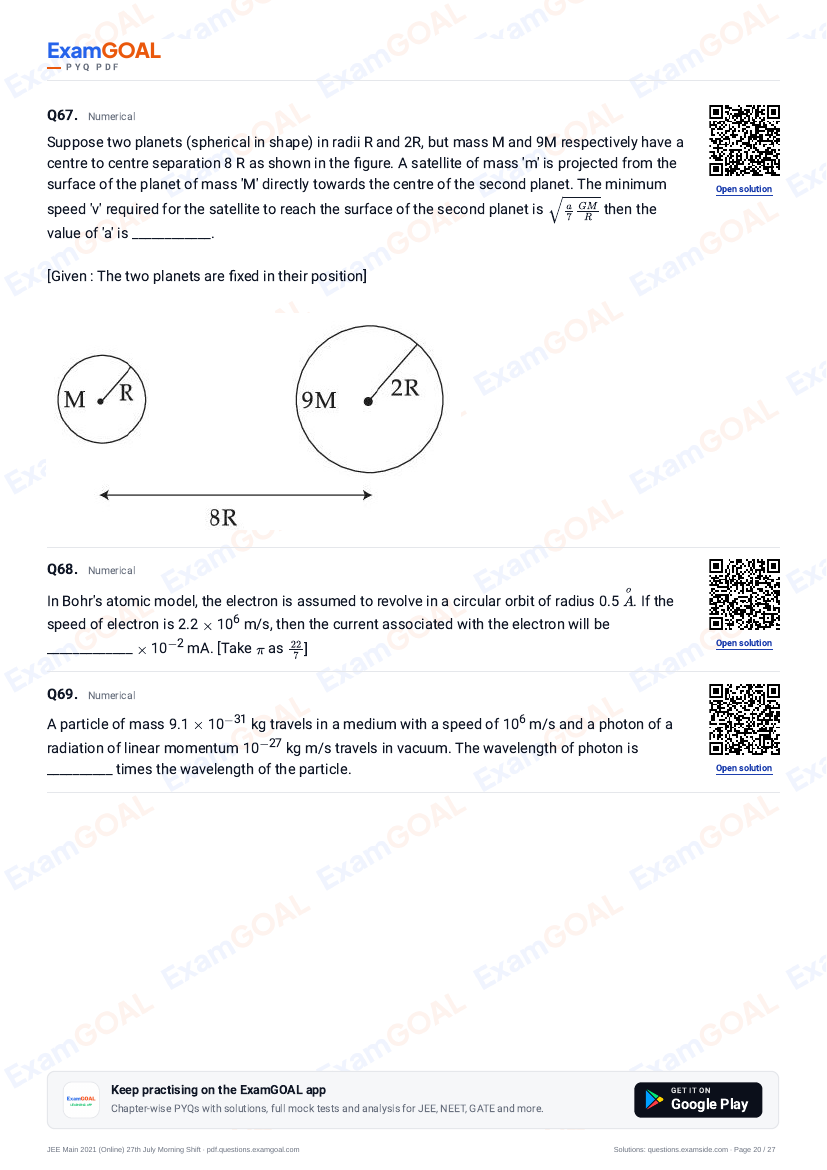 ExamGOAL
PYQ PDF
Q67. Numerical
Suppose two planets (spherical in shape) in radii R and 2R, but mass M and 9M respectively have a
centre to centre separation 8 R as shown in the figure. A satellite of mass 'm' is projected from the
surface of the planet of mass 'M' directly towards the centre of the second planet. The minimum
speed 'v' required for the satellite to reach the surface of the second planet is $\sqrt{\frac{a}{7}\frac{GM}{R}}$ then the
value of 'a' is ____________.
[Given : The two planets are fixed in their position]
Open solution
M R
9M 2R
8R
Q68. Numerical
In Bohr's atomic model, the electron is assumed to revolve in a circular orbit of radius 0.5 $\overset{o}{A}$. If the
speed of electron is 2.2 × 10⁶ m/s, then the current associated with the electron will be
_____________ × 10⁻² mA. [Take π as $\frac{22}{7}$]
Open solution
Q69. Numerical
A particle of mass 9.1 × 10⁻³¹ kg travels in a medium with a speed of 10⁶ m/s and a photon of a
radiation of linear momentum 10⁻²⁷ kg m/s travels in vacuum. The wavelength of photon is
__________ times the wavelength of the particle.
Open solution
Keep practising on the ExamGOAL app
Chapter-wise PYQs with solutions, full mock tests and analysis for JEE, NEET, GATE and more.
ExamGOAL
GET IT ON
Google Play
JEE Main 2021 (Online) 27th July Morning Shift · pdf.questions.examgoal.com
Solutions: questions.examside.com · Page 20 / 27